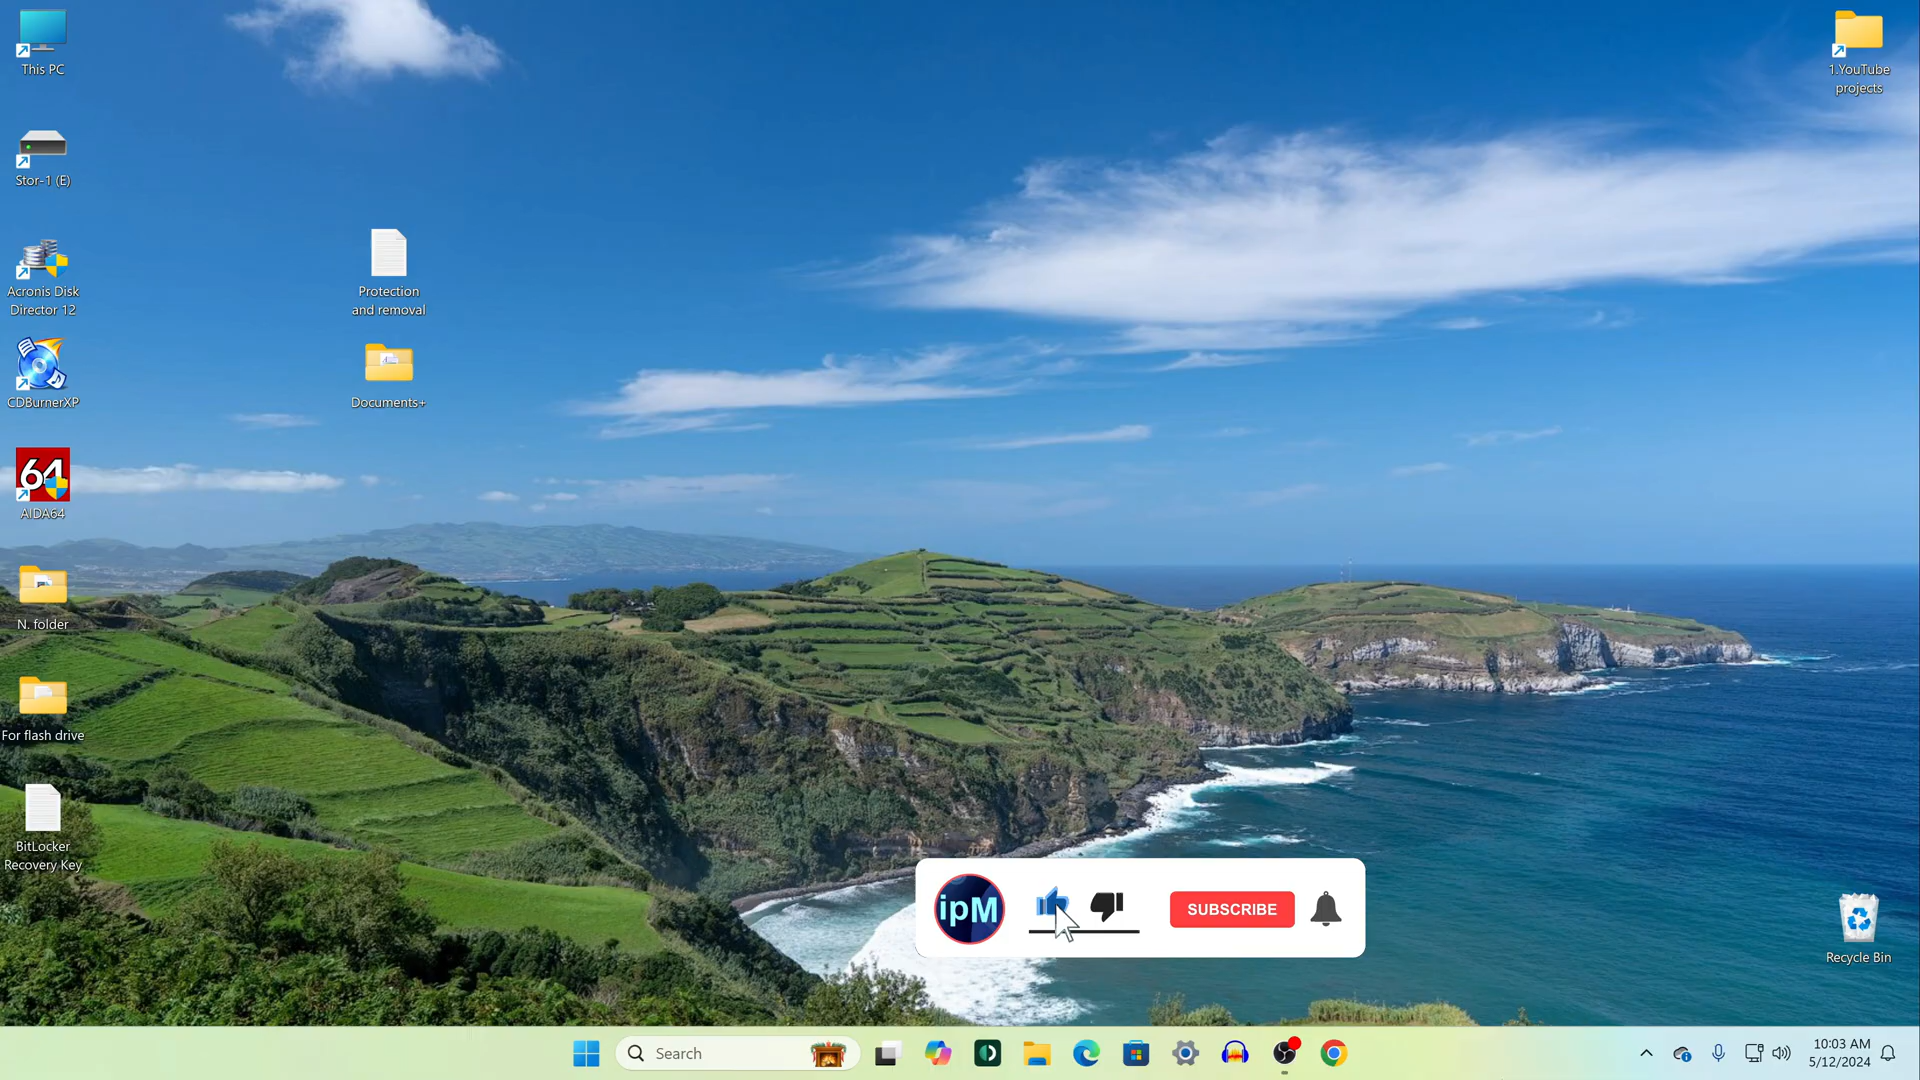 This PC
Stor-1 (E)
Acronis Disk
Director 12
CDBurnerXP
64
AIDA64
N. folder
For flash drive
BitLocker
Recovery Key
Protection
and removal
Documents+
1.YouTube
projects
Recycle Bin
ipM
SUBSCRIBE
Search
10:03 AM
5/12/2024